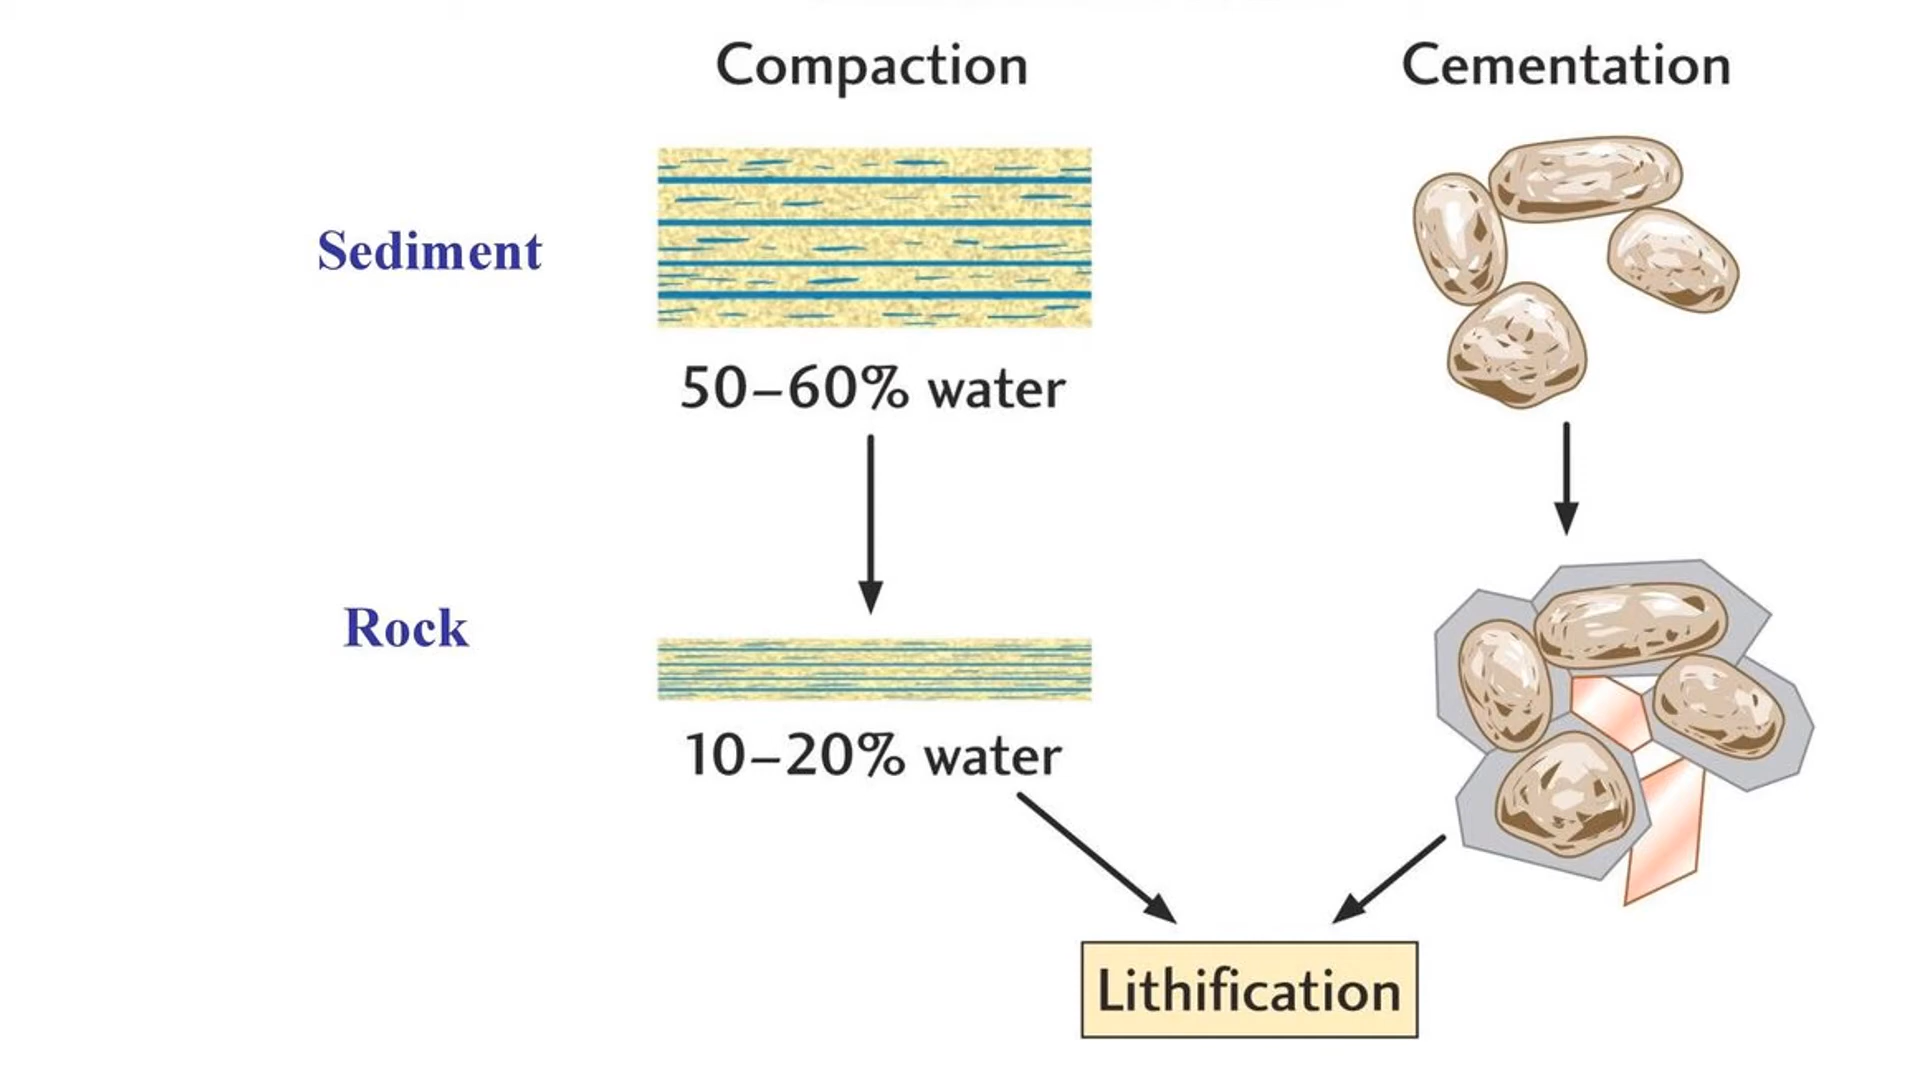 Compaction
Cementation
Sediment
50–60% water
Rock
10–20% water
Lithification